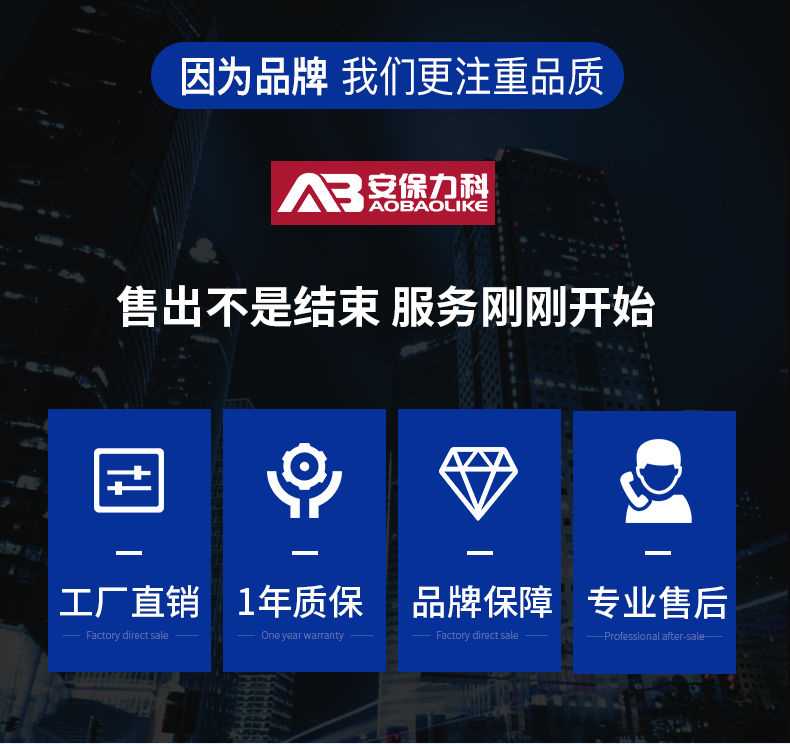 因为品牌 我们更注重品质
AB 安保力科
AOBAOLIKE
售出不是结束 服务刚刚开始
工厂直销 1年质保 品牌保障 专业售后
Factory direct sale One year warranty Factory direct sale Professional after-sale